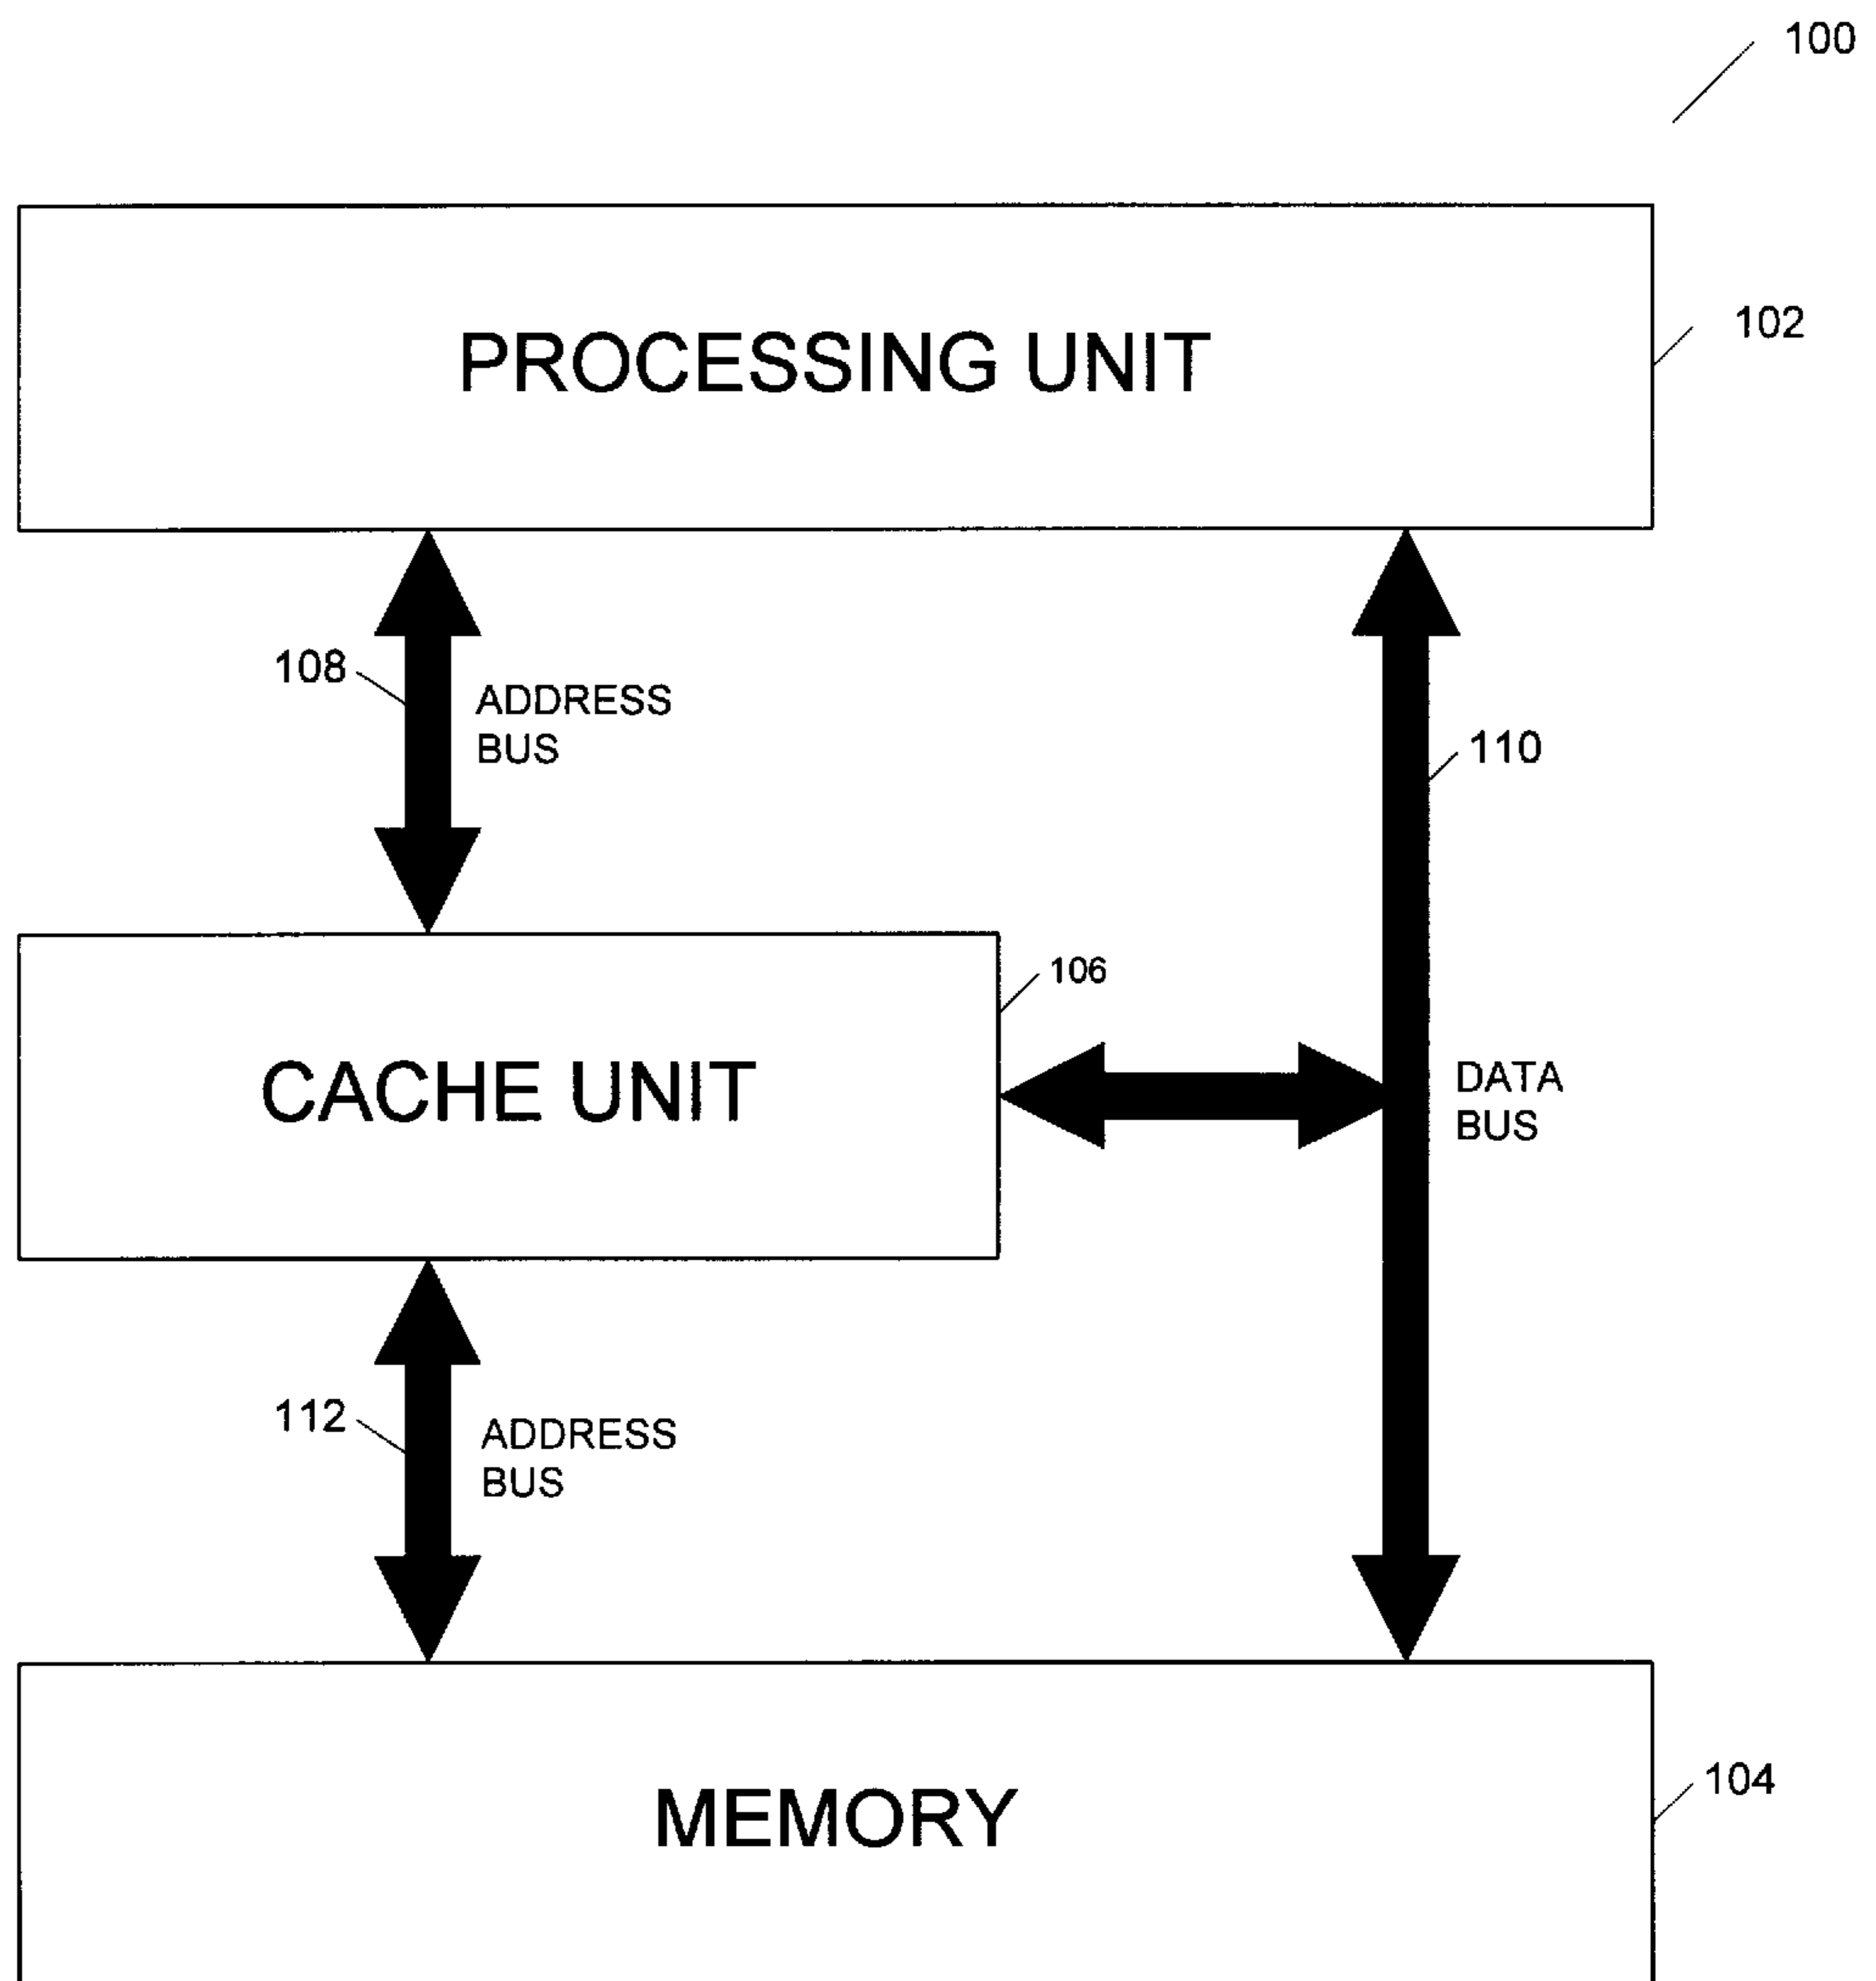 100
PROCESSING UNIT
102
108
ADDRESS
BUS
110
106
CACHE UNIT
DATA
BUS
112
ADDRESS
BUS
MEMORY
104